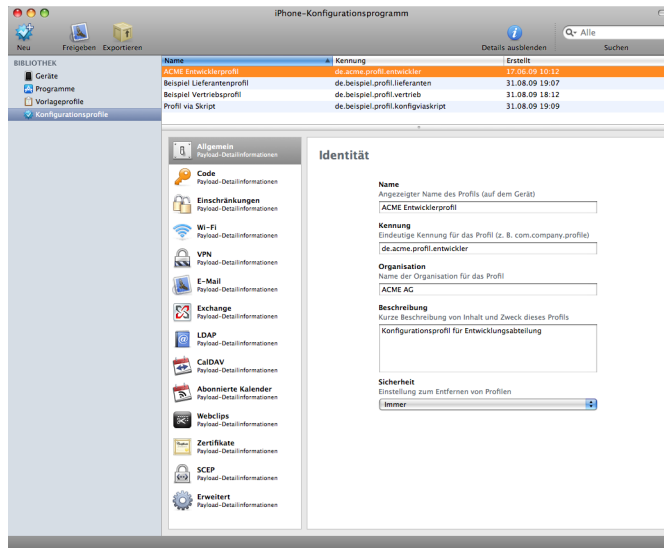 iPhone-Konfigurationsprogramm
Neu
Freigeben
Exportieren
Details ausblenden
Alle
Suchen
BIBLIOTHEK
Geräte
Programme
Vorlageprofile
Konfigurationsprofile
Name Kennung Erstellt
ACME Entwicklerprofil de.acme.profil.entwickler 17.06.09 10:12
Beispiel Lieferantenprofil de.beispiel.profil.lieferanten 31.08.09 19:07
Beispiel Vertriebsprofil de.beispiel.profil.vertrieb 31.08.09 18:12
Profil via Skript de.beispiel.profil.konfigviaskript 31.08.09 19:09
Allgemein
Payload-Detailinformationen
Code
Payload-Detailinformationen
Einschränkungen
Payload-Detailinformationen
Wi-Fi
Payload-Detailinformationen
VPN
Payload-Detailinformationen
E-Mail
Payload-Detailinformationen
Exchange
Payload-Detailinformationen
LDAP
Payload-Detailinformationen
CalDAV
Payload-Detailinformationen
Abonnierte Kalender
Payload-Detailinformationen
Webclips
Payload-Detailinformationen
Zertifikate
Payload-Detailinformationen
SCEP
Payload-Detailinformationen
Erweitert
Payload-Detailinformationen
Identität
Name
Angezeigter Name des Profils (auf dem Gerät)
ACME Entwicklerprofil
Kennung
Eindeutige Kennung für das Profil (z. B. com.company.profile)
de.acme.profil.entwickler
Organisation
Name der Organisation für das Profil
ACME AG
Beschreibung
Kurze Beschreibung von Inhalt und Zweck dieses Profils
Konfigurationsprofil für Entwicklungsabteilung
Sicherheit
Einstellung zum Entfernen von Profilen
Immer